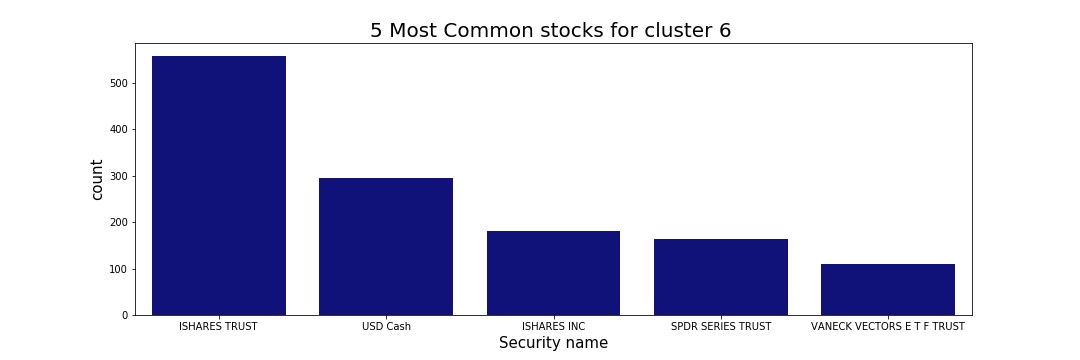 5 Most Common stocks for cluster 6
count
500
400
300
200
100
0
ISHARES TRUST USD Cash ISHARES INC SPDR SERIES TRUST VANECK VECTORS E T F TRUST
Security name